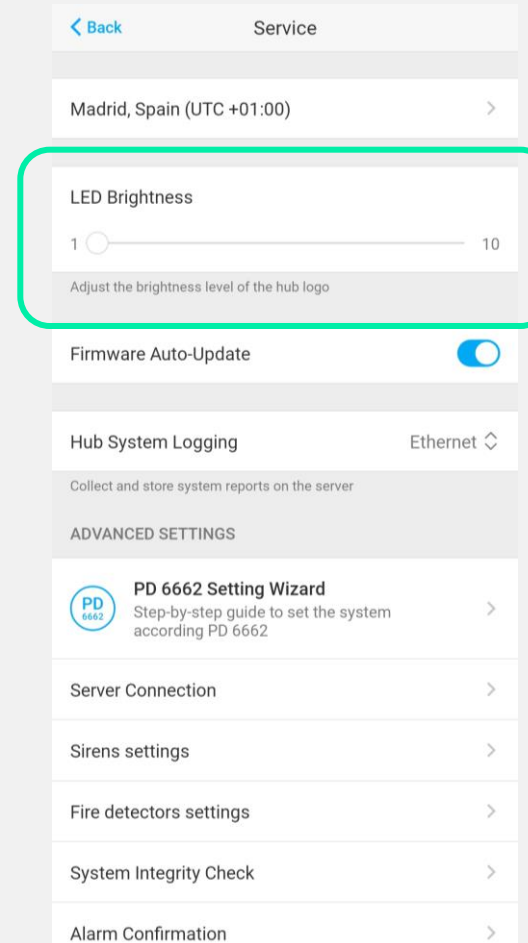 Back
Service
Madrid, Spain (UTC +01:00)
LED Brightness
1
10
Adjust the brightness level of the hub logo
Firmware Auto-Update
Hub System Logging
Ethernet
Collect and store system reports on the server
ADVANCED SETTINGS
PD
6662
PD 6662 Setting Wizard
Step-by-step guide to set the system
according PD 6662
Server Connection
Sirens settings
Fire detectors settings
System Integrity Check
Alarm Confirmation